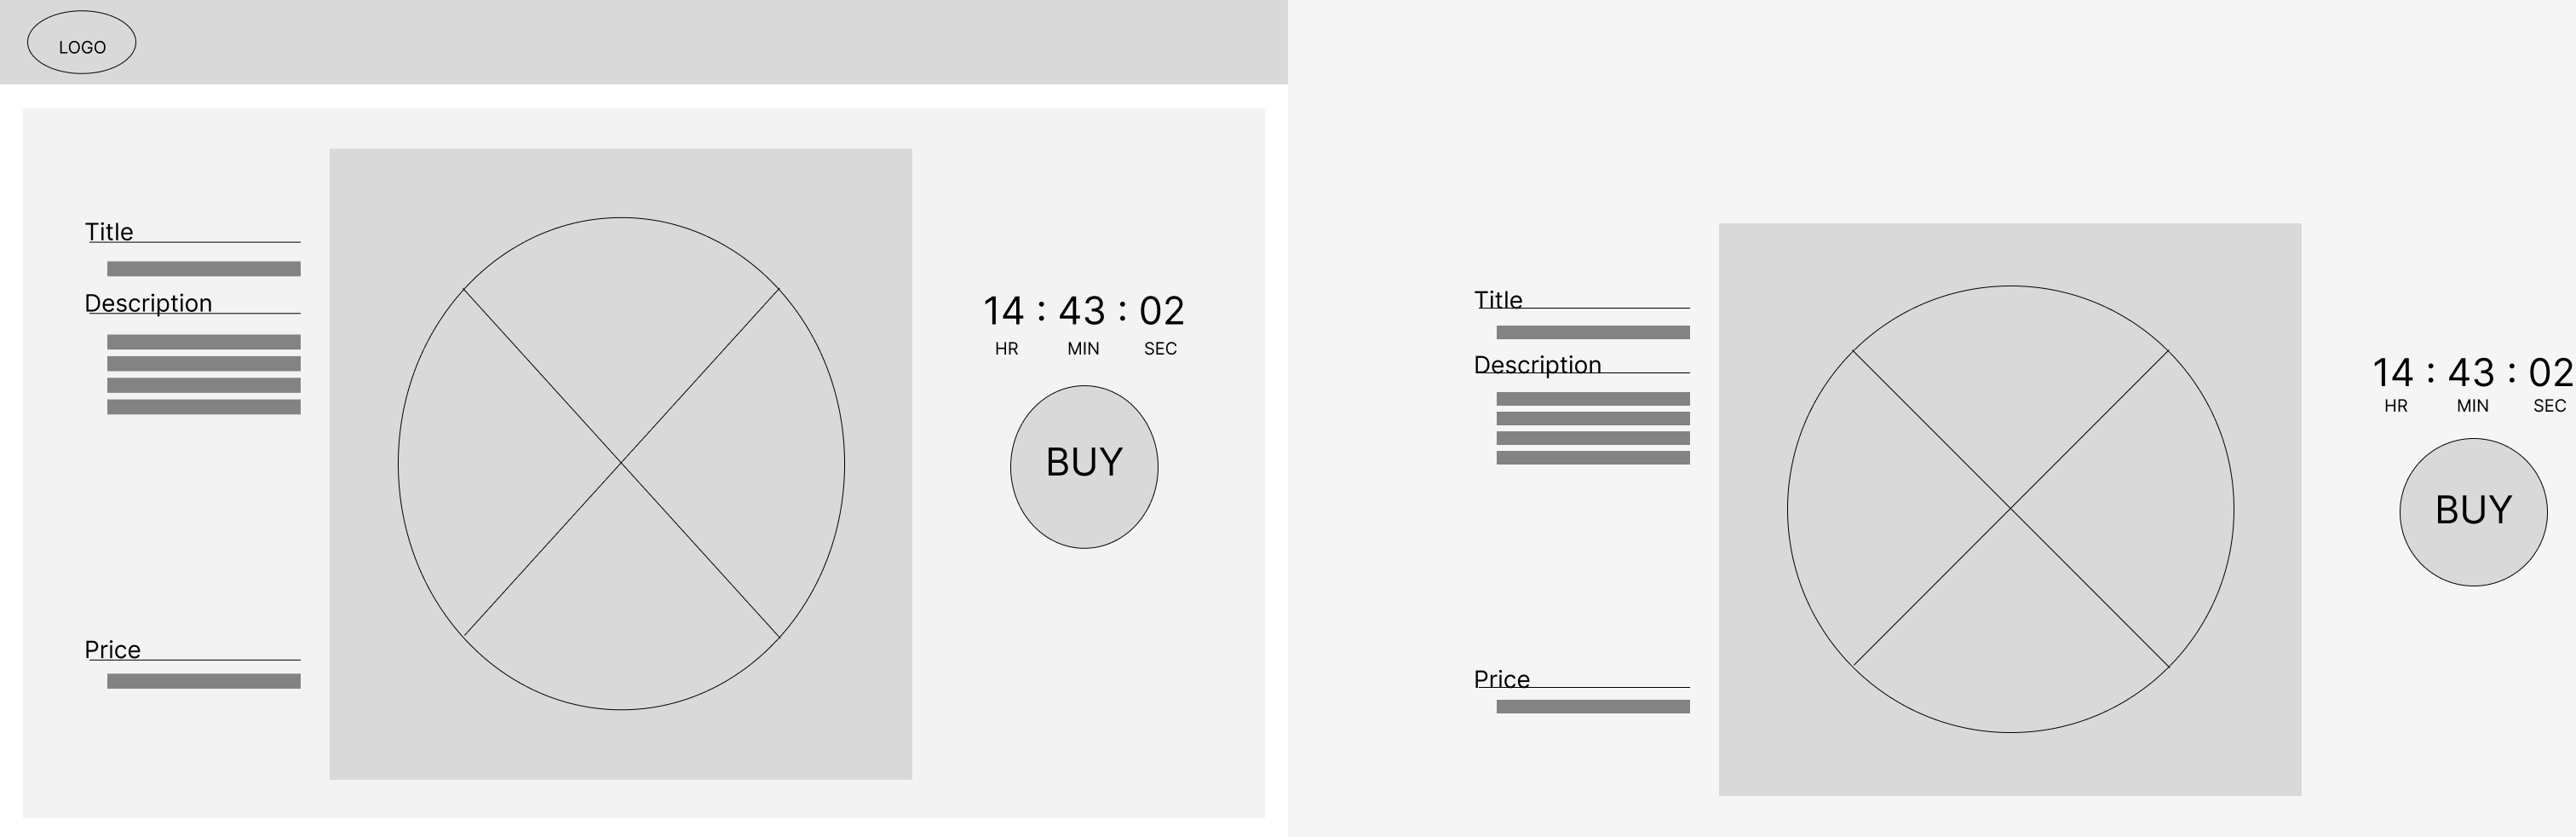 LOGO
Title
Description
Price
14 : 43 : 02
HR MIN SEC
BUY
Title
Description
Price
14 : 43 : 02
HR MIN SEC
BUY